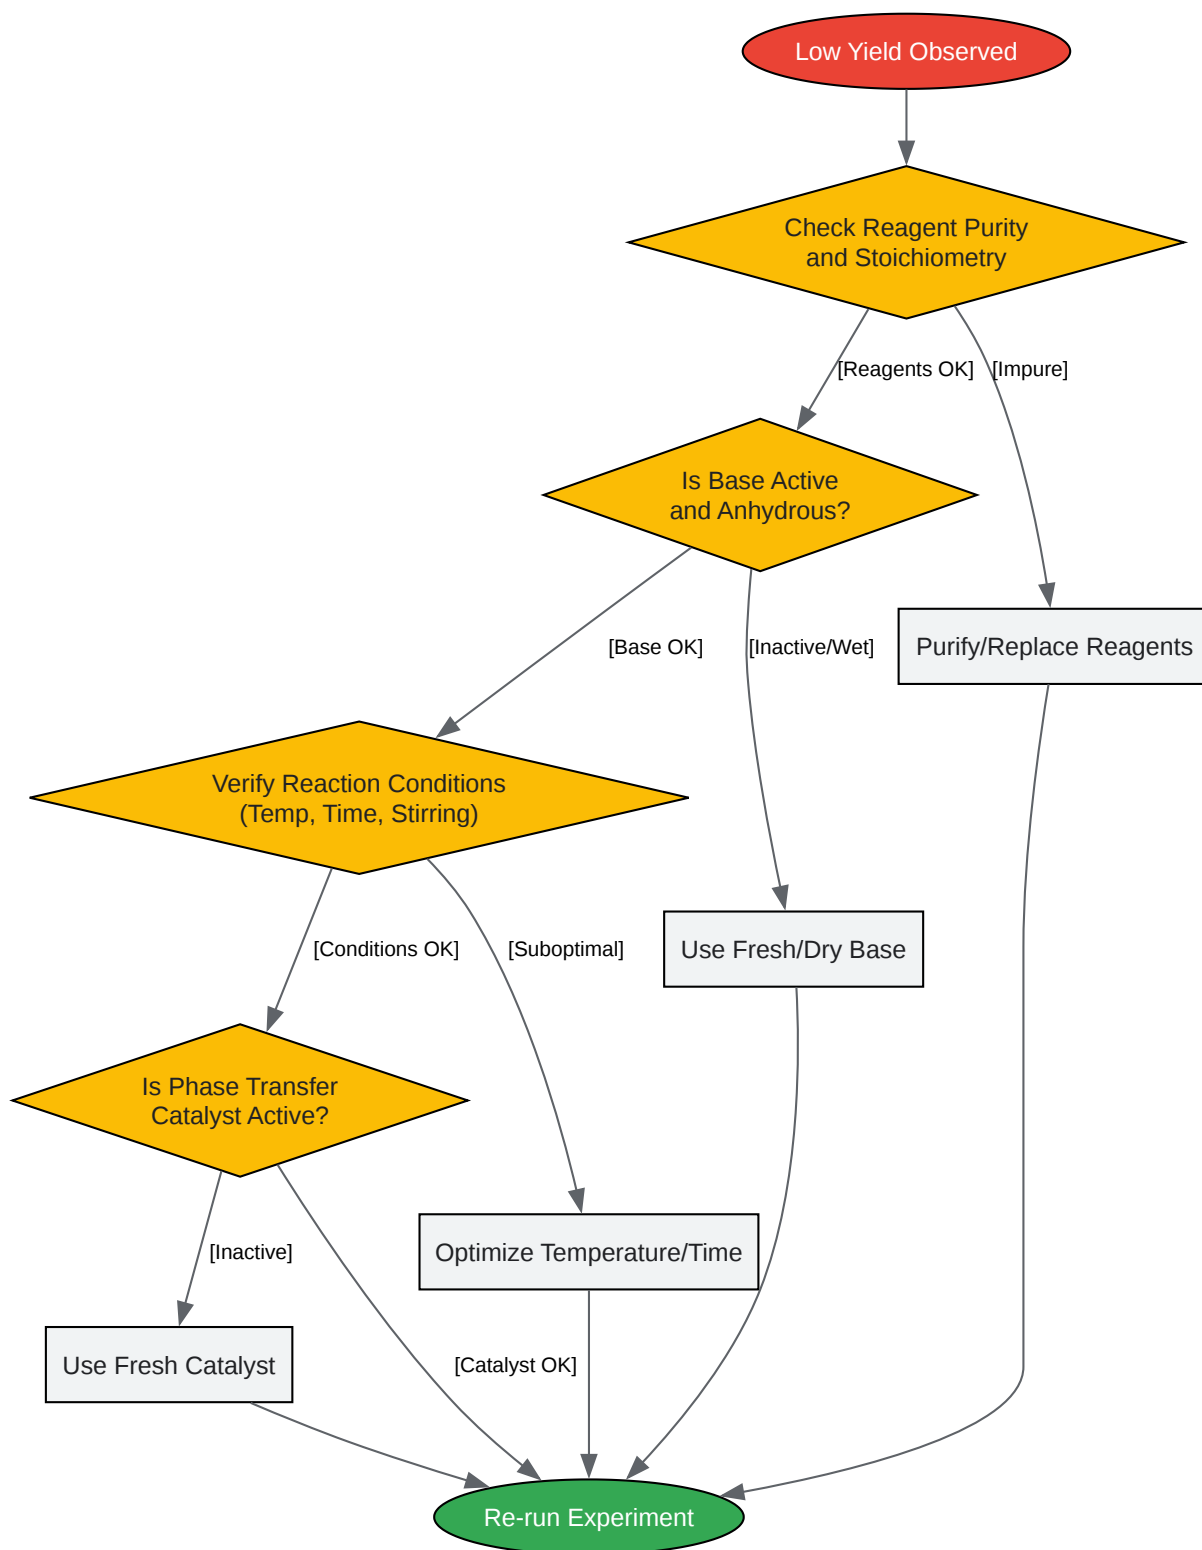 Low Yield Observed
Check Reagent Purity
and Stoichiometry
[Reagents OK]
[Impure]
Is Base Active
and Anhydrous?
[Base OK]
[Inactive/Wet]
Purify/Replace Reagents
Verify Reaction Conditions
(Temp, Time, Stirring)
[Conditions OK]
[Suboptimal]
Use Fresh/Dry Base
Is Phase Transfer
Catalyst Active?
[Inactive]
Optimize Temperature/Time
Use Fresh Catalyst
[Catalyst OK]
Re-run Experiment